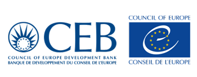 CEB
COUNCIL OF EUROPE DEVELOPMENT BANK
BANQUE DE DÉVELOPPEMENT DU CONSEIL DE L'EUROPE
COUNCIL OF EUROPE
CONSEIL DE L'EUROPE